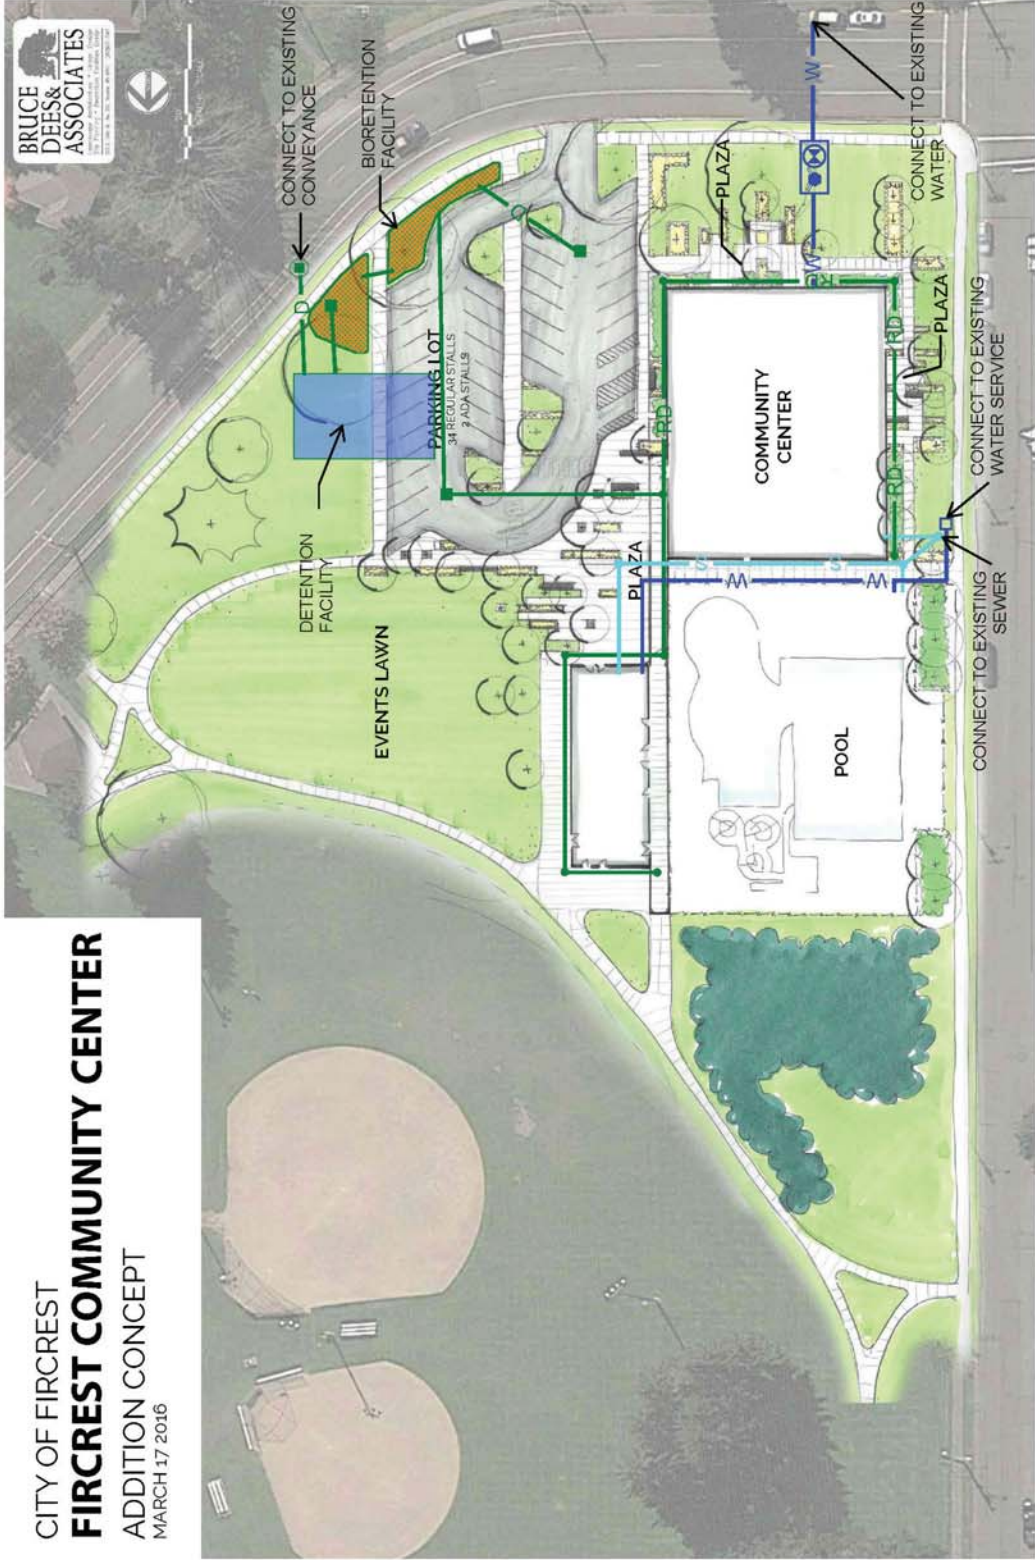 CITY OF FIRCREST
FIRCREST COMMUNITY CENTER
ADDITION CONCEPT
MARCH 17 2016
BRUCE
DEES&
ASSOCIATES
CONNECT TO EXISTING
CONVEYANCE
BIORETENTION
FACILITY
D
D
DETENTION
FACILITY
PARKING LOT
34 REGULAR STALLS
2 ADA STALLS
EVENTS LAWN
PLAZA
PLAZA
PLAZA
COMMUNITY
CENTER
POOL
RD
RD
RD
RD
S
S
W
W
W
W
CONNECT TO EXISTING
WATER
CONNECT TO EXISTING
WATER SERVICE
CONNECT TO EXISTING
SEWER